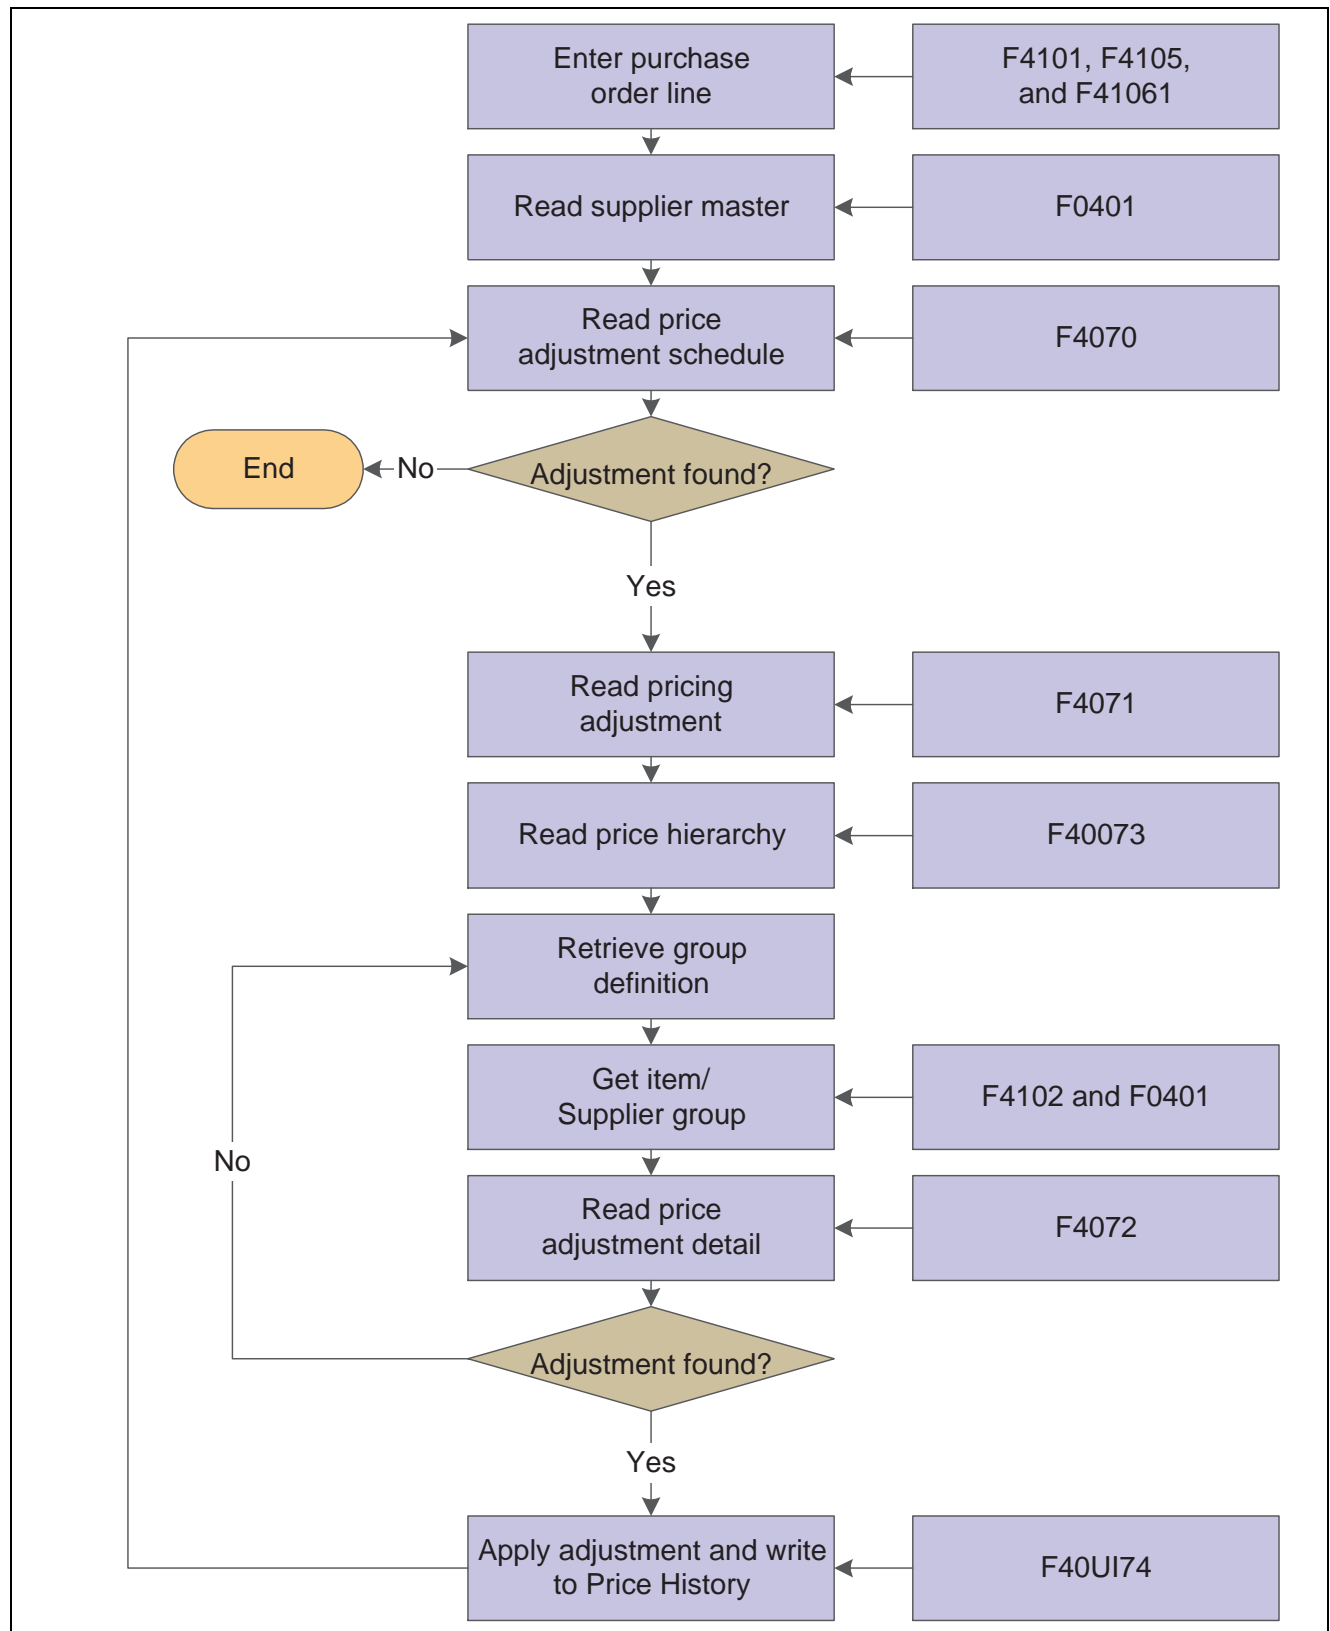 Enter purchase
order line
F4101, F4105,
and F41061
Read supplier master
F0401
Read price
adjustment schedule
F4070
End
No
Adjustment found?
Yes
Read pricing
adjustment
F4071
Read price hierarchy
F40073
Retrieve group
definition
Get item/
Supplier group
F4102 and F0401
No
Read price
adjustment detail
F4072
Adjustment found?
Yes
Apply adjustment and write
to Price History
F40UI74